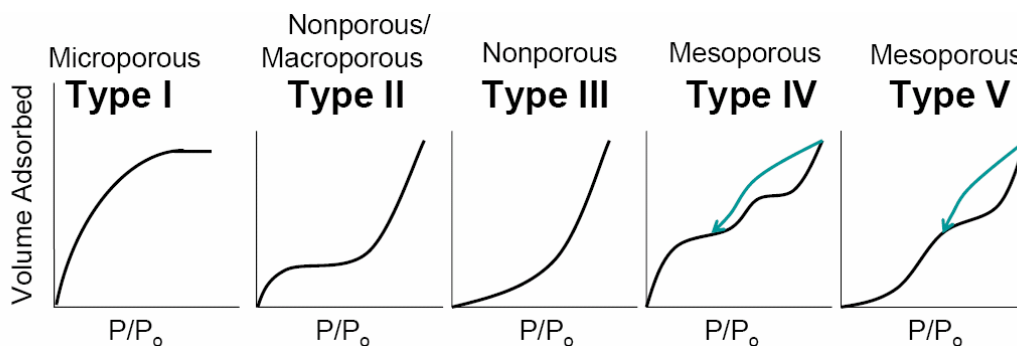 Microporous
Type I
Nonporous/
Macroporous
Type II
Nonporous
Type III
Mesoporous
Type IV
Mesoporous
Type V
Volume Adsorbed
P/Po
P/Po
P/Po
P/Po
P/Po